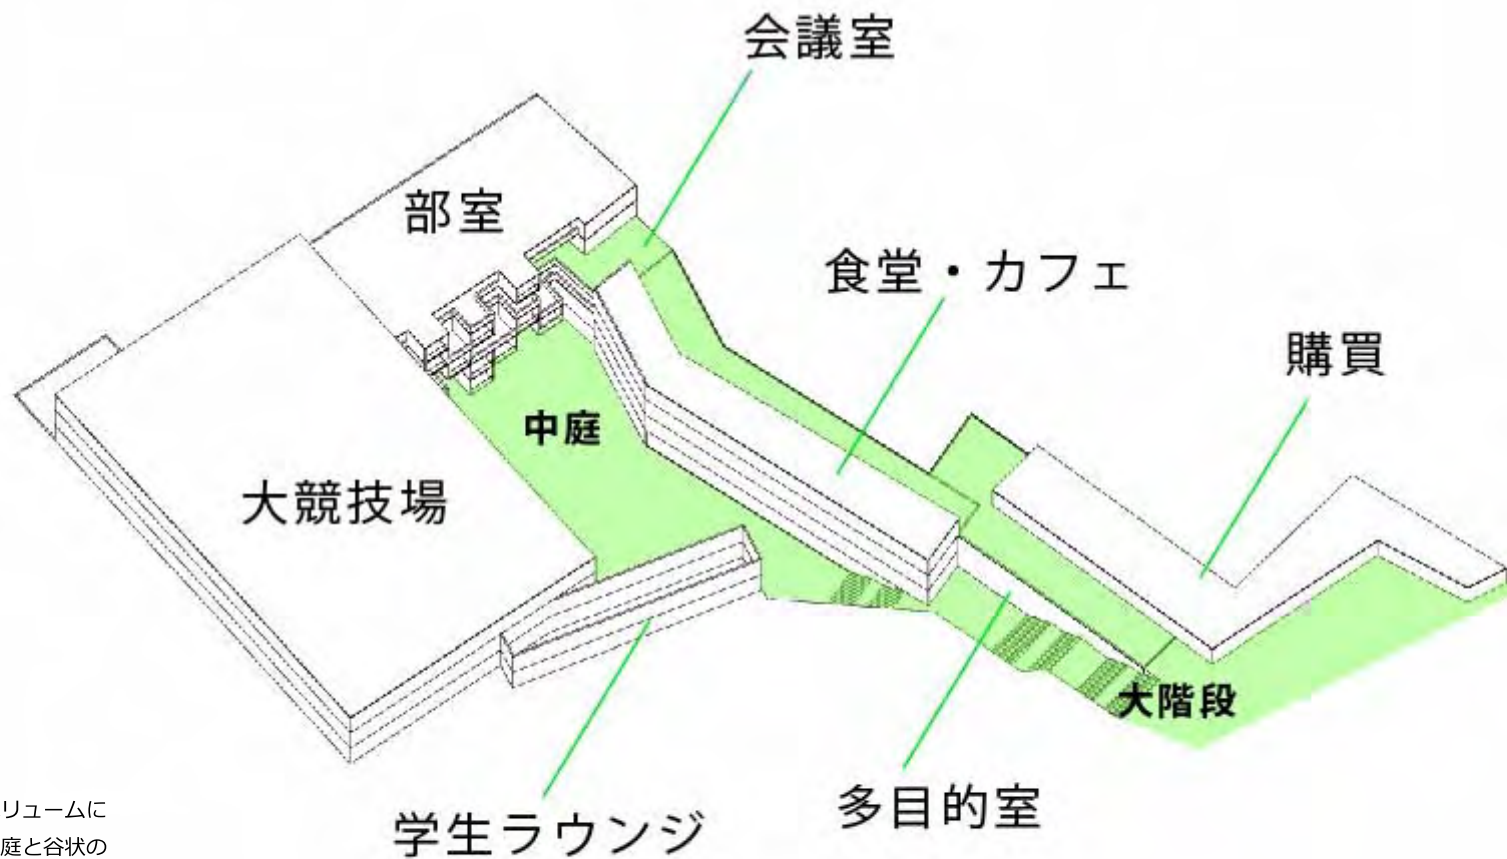 会議室
部室
食堂・カフェ
購買
中庭
大競技場
大階段
多目的室
学生ラウンジ
リュームに
庭と谷状の